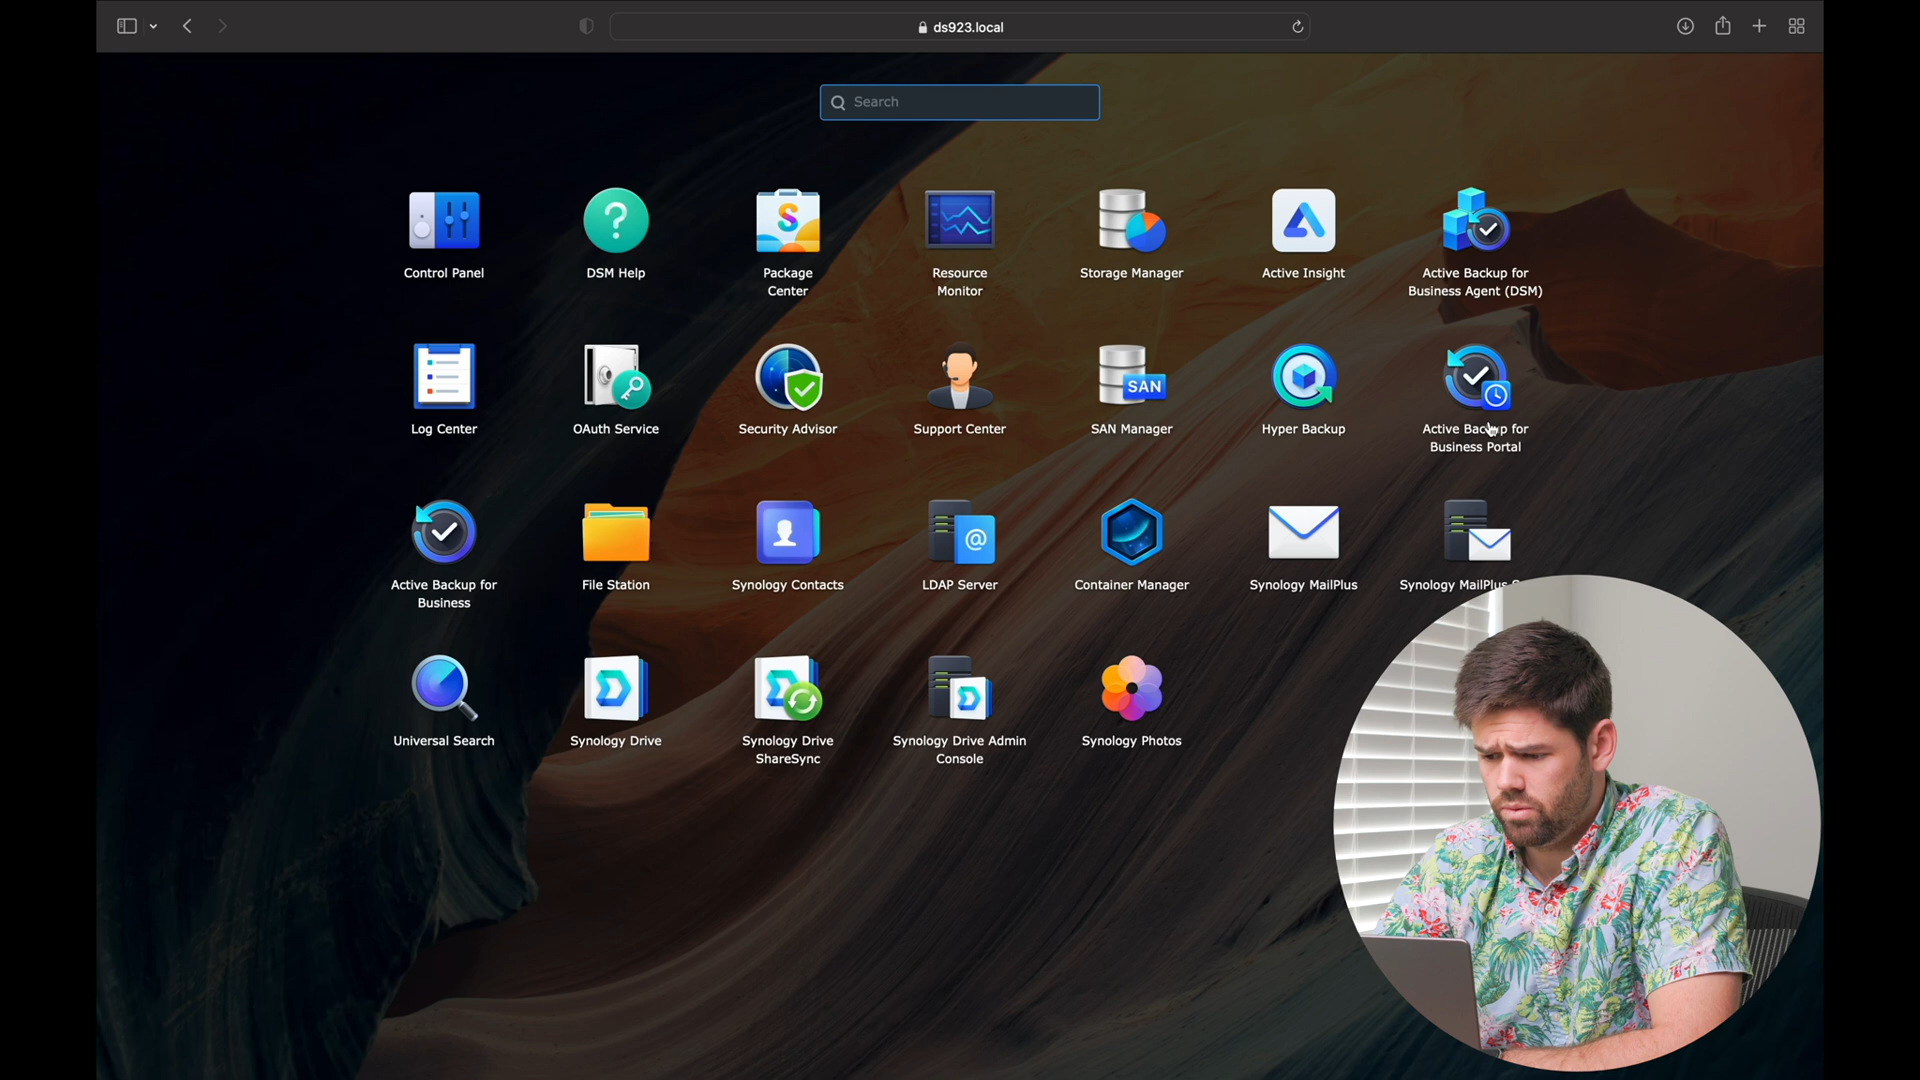 ds923.local
Search
Control Panel
DSM Help
Package
Center
Resource
Monitor
Storage Manager
Active Insight
Active Backup for
Business Agent (DSM)
Log Center
OAuth Service
Security Advisor
Support Center
SAN
SAN Manager
Hyper Backup
Active Backup for
Business Portal
Active Backup for
Business
File Station
Synology Contacts
@
LDAP Server
Container Manager
Synology MailPlus
Synology MailPlus
Universal Search
Synology Drive
Synology Drive
ShareSync
Synology Drive Admin
Console
Synology Photos